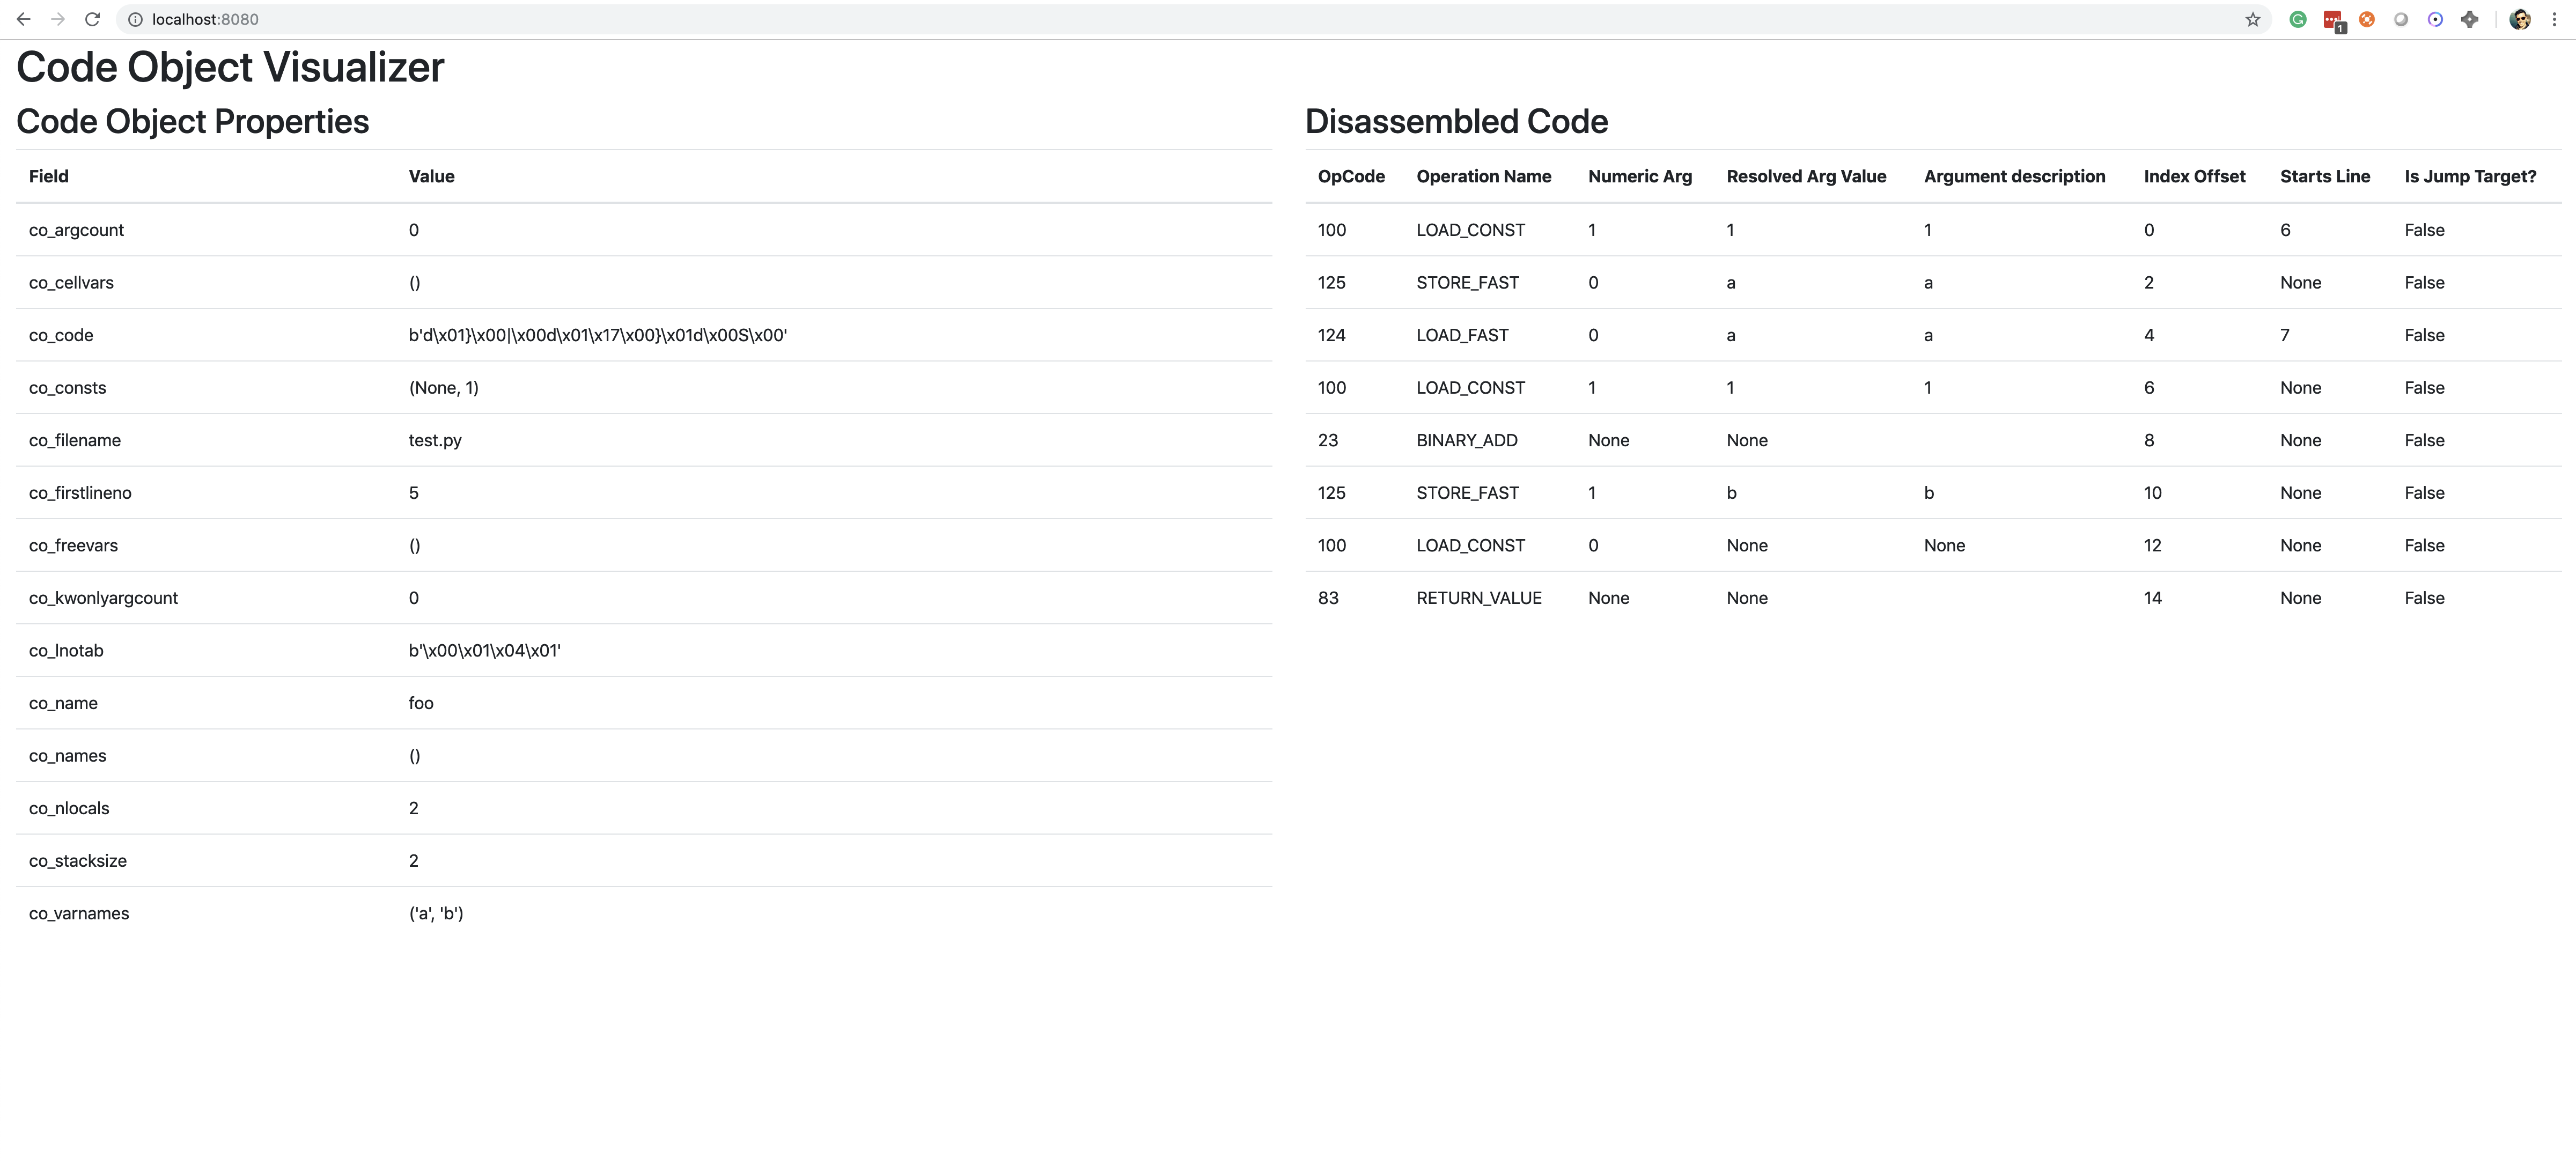 localhost:8080
1
Code Object Visualizer
Code Object Properties
Field Value
co_argcount 0
co_cellvars ()
co_code b'd\x01}\x00|\x00d\x01\x17\x00}\x01d\x00S\x00'
co_consts (None, 1)
co_filename test.py
co_firstlineno 5
co_freevars ()
co_kwonlyargcount 0
co_lnotab b'\x00\x01\x04\x01'
co_name foo
co_names ()
co_nlocals 2
co_stacksize 2
co_varnames ('a', 'b')
Disassembled Code
OpCode Operation Name Numeric Arg Resolved Arg Value Argument description Index Offset Starts Line Is Jump Target?
100 LOAD_CONST 1 1 1 0 6 False
125 STORE_FAST 0 a a 2 None False
124 LOAD_FAST 0 a a 4 7 False
100 LOAD_CONST 1 1 1 6 None False
23 BINARY_ADD None None 8 None False
125 STORE_FAST 1 b b 10 None False
100 LOAD_CONST 0 None None 12 None False
83 RETURN_VALUE None None 14 None False